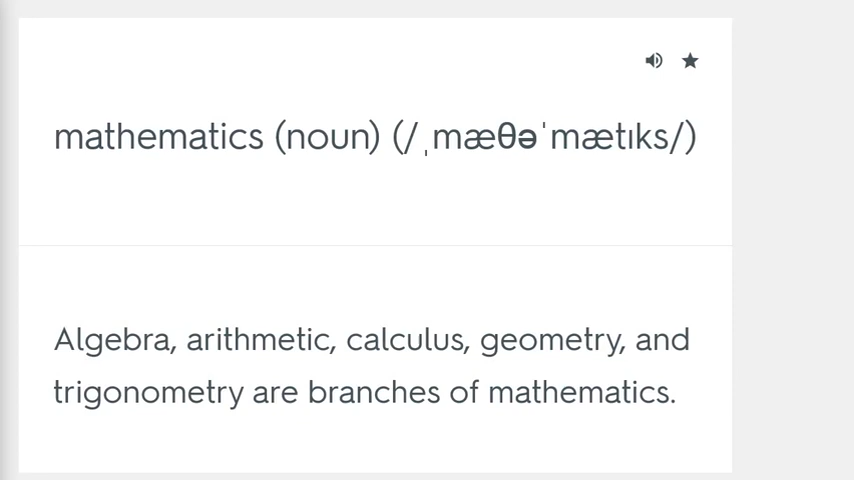 mathematics (noun) (/ˌmæθəˈmætɪks/)
Algebra, arithmetic, calculus, geometry, and
trigonometry are branches of mathematics.